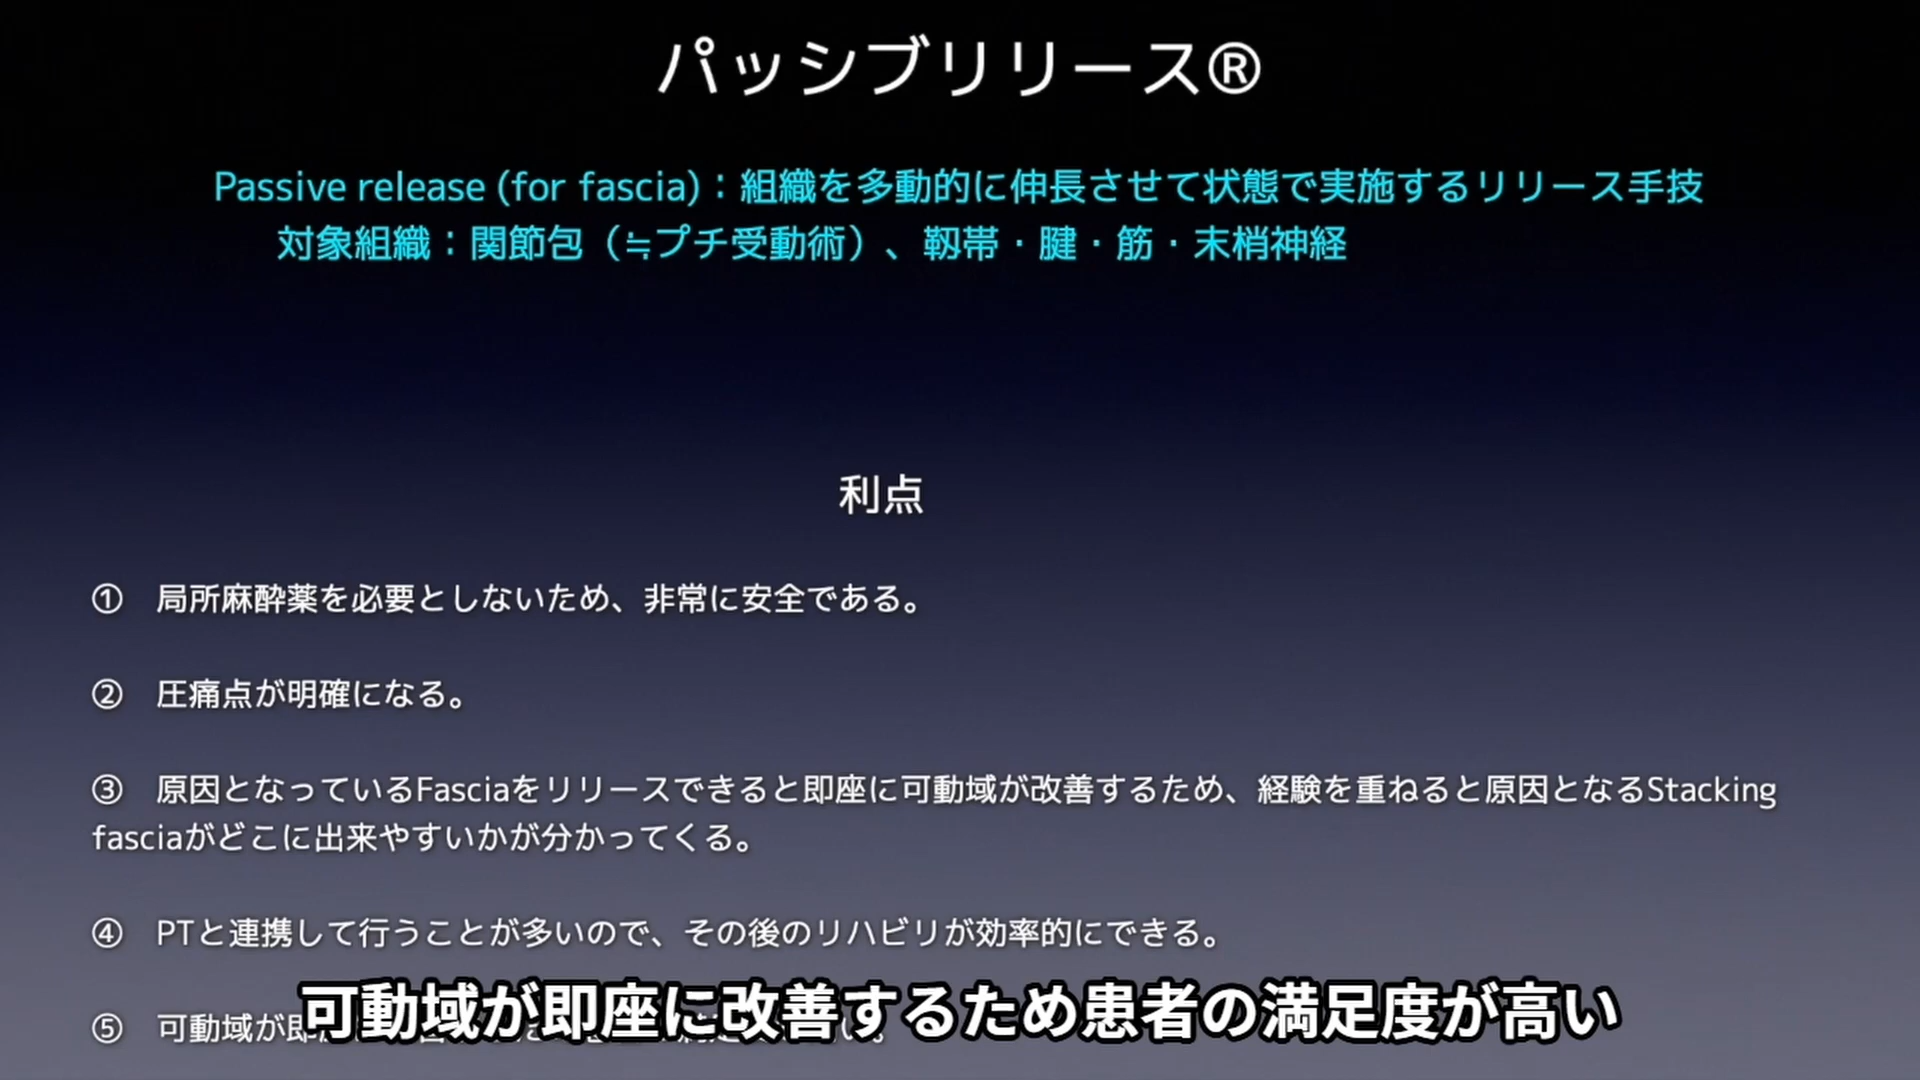 パッシブリリース®
Passive release (for fascia)：組織を多動的に伸長させて状態で実施するリリース手技
対象組織：関節包（≒プチ受動術）、靱帯・腱・筋・末梢神経
利点
① 局所麻酔薬を必要としないため、非常に安全である。
② 圧痛点が明確になる。
③ 原因となっているFasciaをリリースできると即座に可動域が改善するため、経験を重ねると原因となるStacking
fasciaがどこに出来やすいかが分かってくる。
④ PTと連携して行うことが多いので、その後のリハビリが効率的にできる。
⑤ 可動域が即
可動域が即座に改善するため患者の満足度が高い